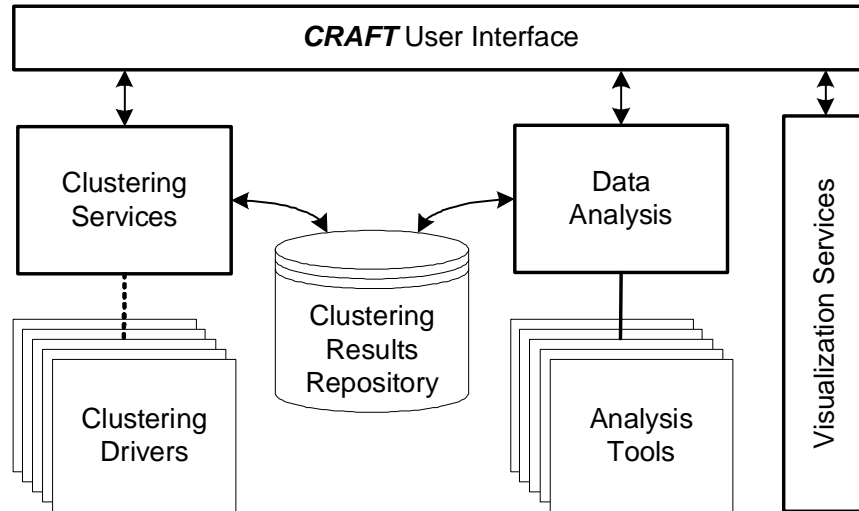 CRAFT User Interface
Clustering
Services
Data
Analysis
Visualization Services
Clustering
Results
Repository
Clustering
Drivers
Analysis
Tools